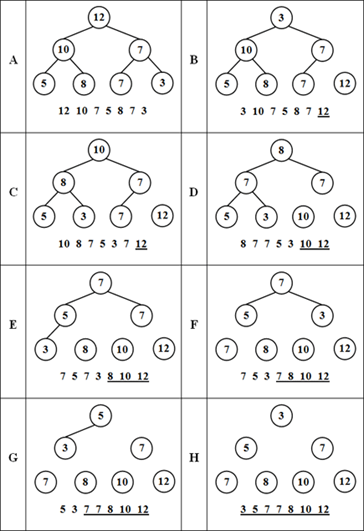 A
12
10 7
5 8 7 3
12 10 7 5 8 7 3
B
3
10 7
5 8 7 12
3 10 7 5 8 7 12
C
10
8 7
5 3 7 12
10 8 7 5 3 7 12
D
8
7 7
5 3 10 12
8 7 7 5 3 10 12
E
7
5 7
3 8 10 12
7 5 7 3 8 10 12
F
7
5 3
7 8 10 12
7 5 3 7 8 10 12
G
5
3 7
7 8 10 12
5 3 7 7 8 10 12
H
3
5 7
7 8 10 12
3 5 7 7 8 10 12